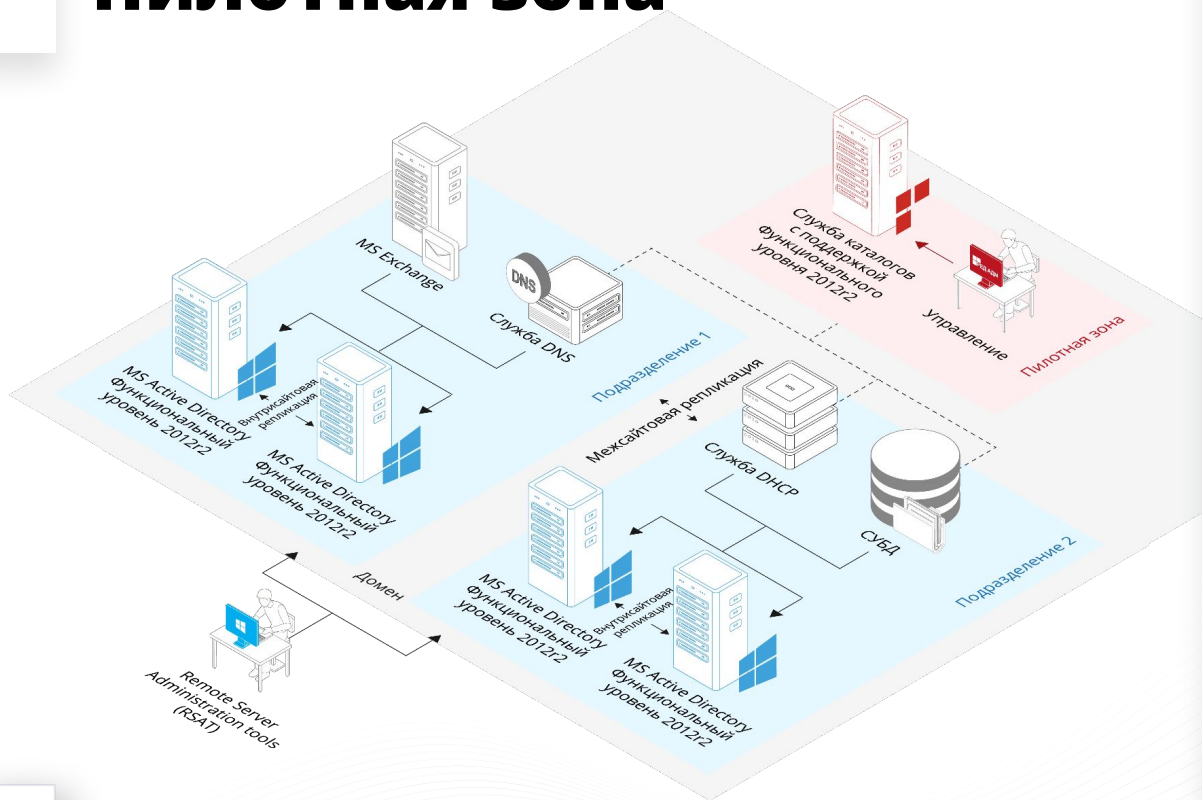 Пилотная зона
MS Exchange
DNS
Служба DNS
Подразделение 1
MS Active Directory
Функциональный
уровень 2012r2
Внутрисайтовая
репликация
MS Active Directory
Функциональный
уровень 2012r2
Служба каталогов
с поддержкой
Функционального
уровня 2012r2
РЕД АДМ
Управление
Пилотная зона
Межсайтовая репликация
Служба DHCP
СУБД
Подразделение 2
MS Active Directory
Функциональный
уровень 2012r2
Внутрисайтовая
репликация
MS Active Directory
Функциональный
уровень 2012r2
Домен
Remote Server
Administration tools
(RSAT)